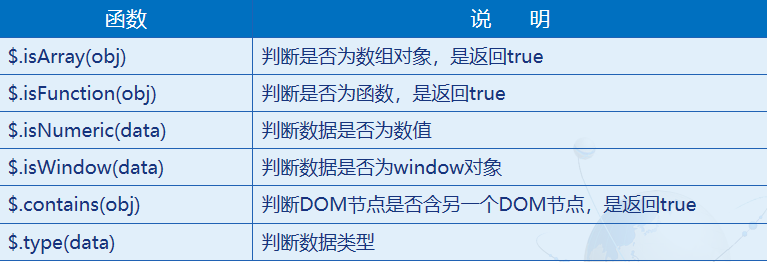 函数 说 明
$.isArray(obj) 判断是否为数组对象，是返回true
$.isFunction(obj) 判断是否为函数，是返回true
$.isNumeric(data) 判断数据是否为数值
$.isWindow(data) 判断数据是否为window对象
$.contains(obj) 判断DOM节点是否含另一个DOM节点，是返回true
$.type(data) 判断数据类型